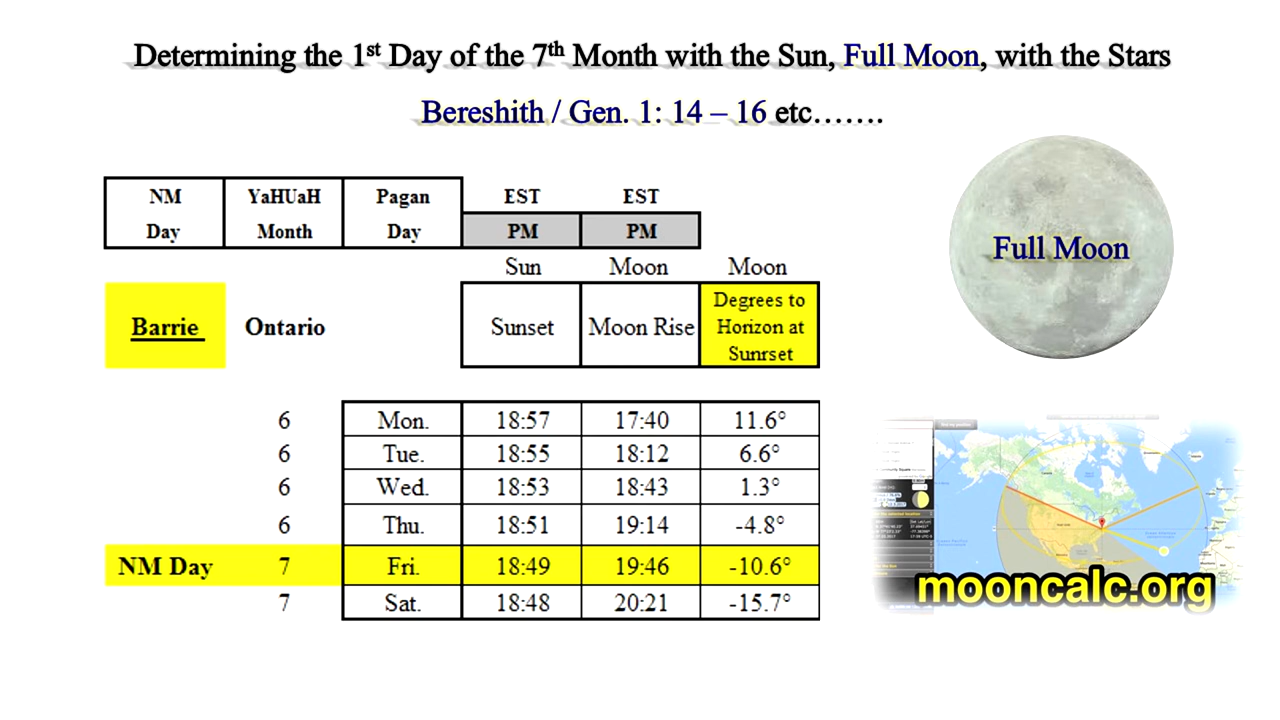 Determining the 1st Day of the 7th Month with the Sun, Full Moon, with the Stars
Bereshith / Gen. 1: 14 – 16 etc…….
NM Day YaHUaH Month Pagan Day EST PM EST PM
Sun Moon Moon
Barrie Ontario Sunset Moon Rise Degrees to Horizon at Sunrset
6 Mon. 18:57 17:40 11.6°
6 Tue. 18:55 18:12 6.6°
6 Wed. 18:53 18:43 1.3°
6 Thu. 18:51 19:14 -4.8°
NM Day 7 Fri. 18:49 19:46 -10.6°
7 Sat. 18:48 20:21 -15.7°
Full Moon
mooncalc.org